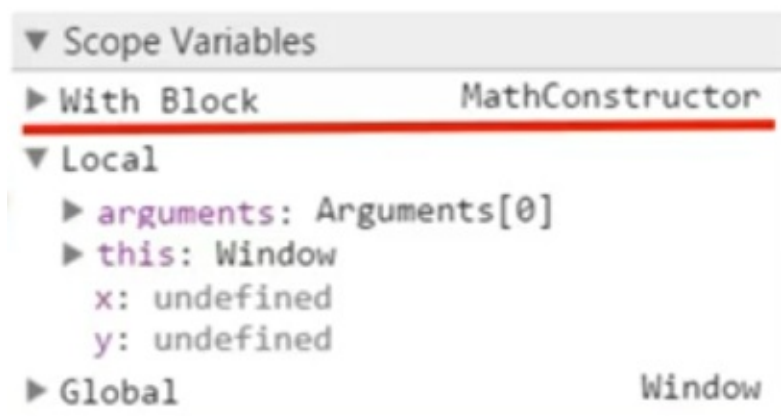 Scope Variables
With Block MathConstructor
Local
arguments: Arguments[0]
this: Window
x: undefined
y: undefined
Global Window